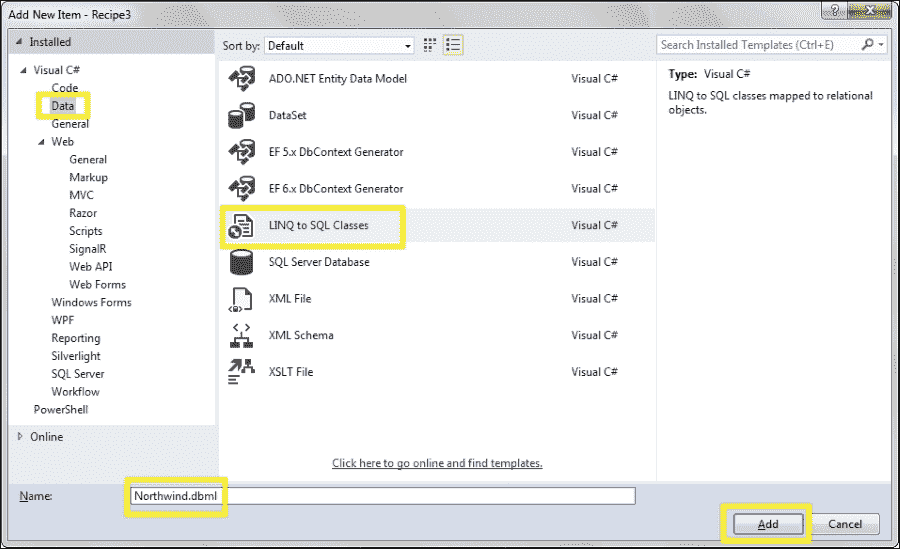 Add New Item - Recipe3
Installed
Sort by: Default
Search Installed Templates (Ctrl+E)
Visual C#
Code
Data
General
Web
General
Markup
MVC
Razor
Scripts
SignalR
Web API
Web Forms
Windows Forms
WPF
Reporting
Silverlight
SQL Server
Workflow
PowerShell
Online
ADO.NET Entity Data Model Visual C#
DataSet Visual C#
EF 5.x DbContext Generator Visual C#
EF 6.x DbContext Generator Visual C#
LINQ to SQL Classes Visual C#
SQL Server Database Visual C#
XML File Visual C#
XML Schema Visual C#
XSLT File Visual C#
Click here to go online and find templates.
Type: Visual C#
LINQ to SQL classes mapped to relational
objects.
Name: Northwind.dbml
Add Cancel